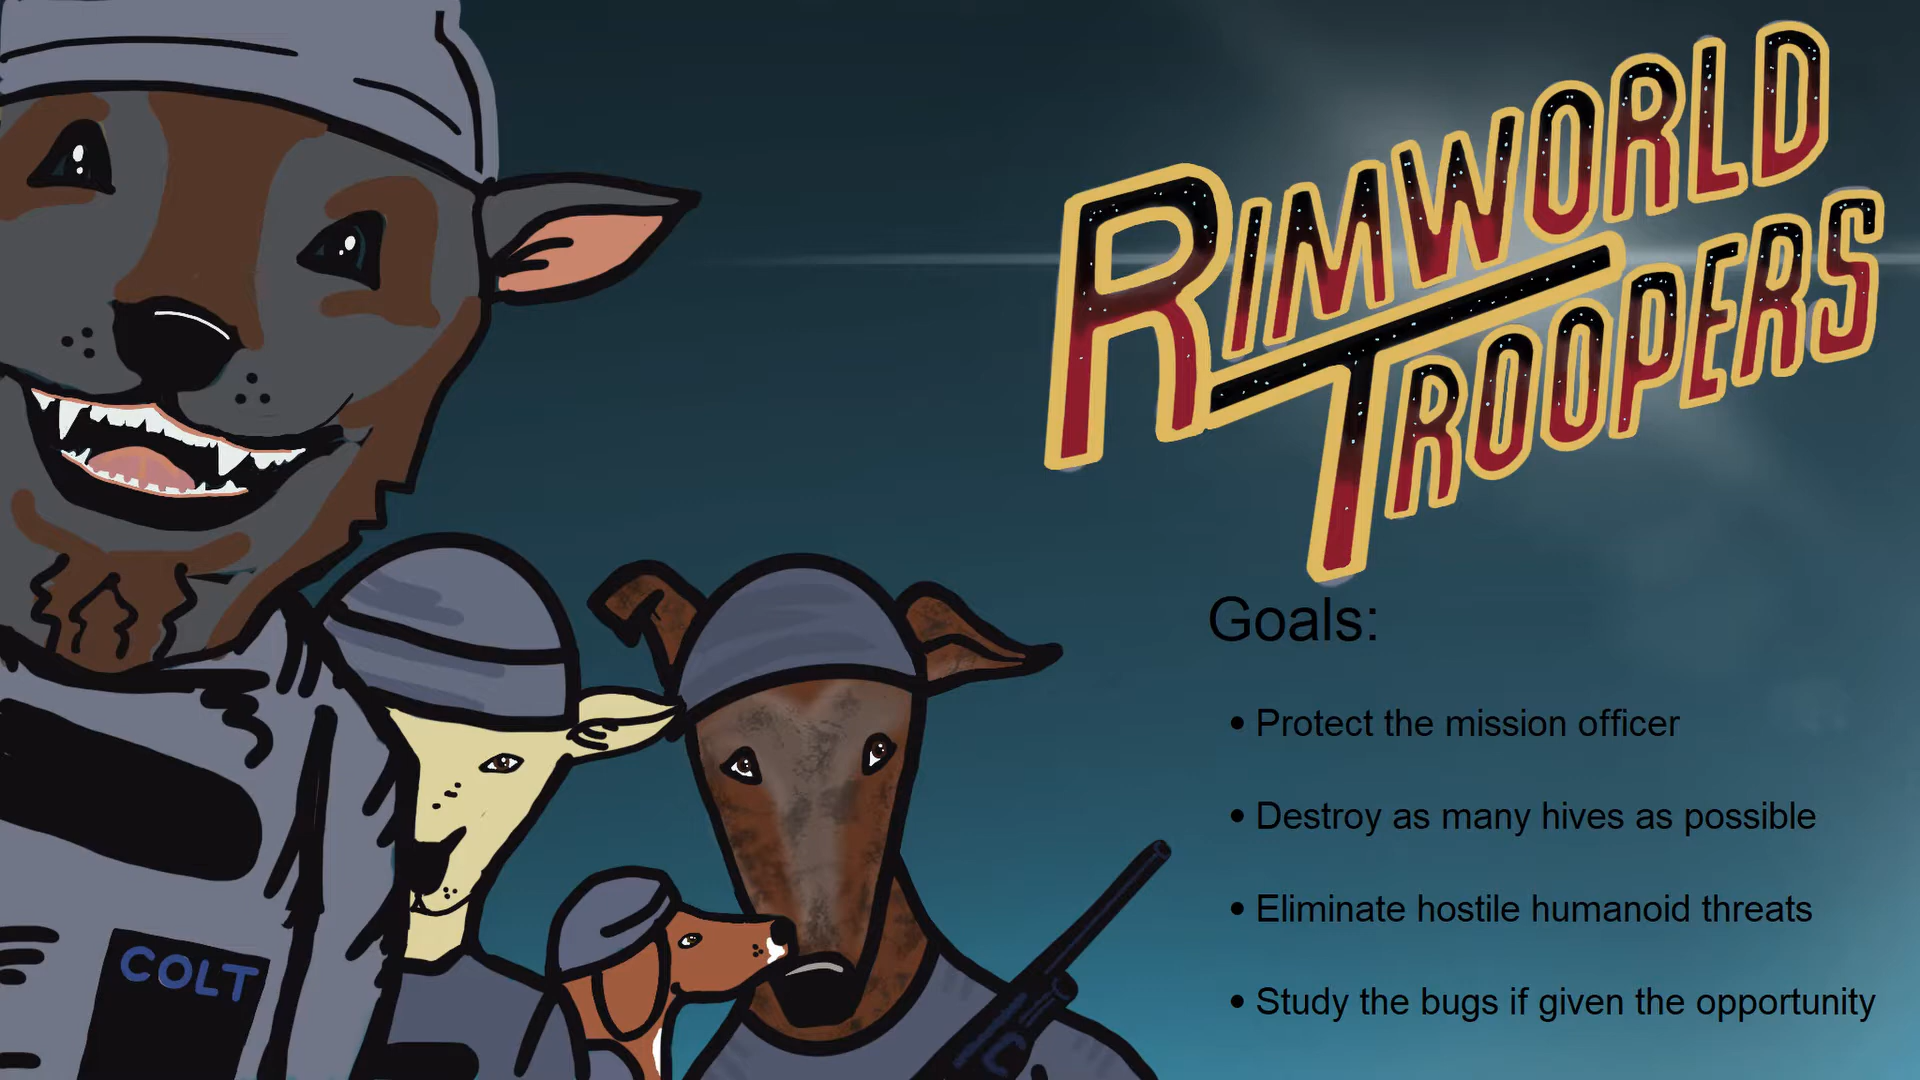 RIMWORLD
TROOPERS
Goals:
• Protect the mission officer
• Destroy as many hives as possible
• Eliminate hostile humanoid threats
• Study the bugs if given the opportunity
COLT